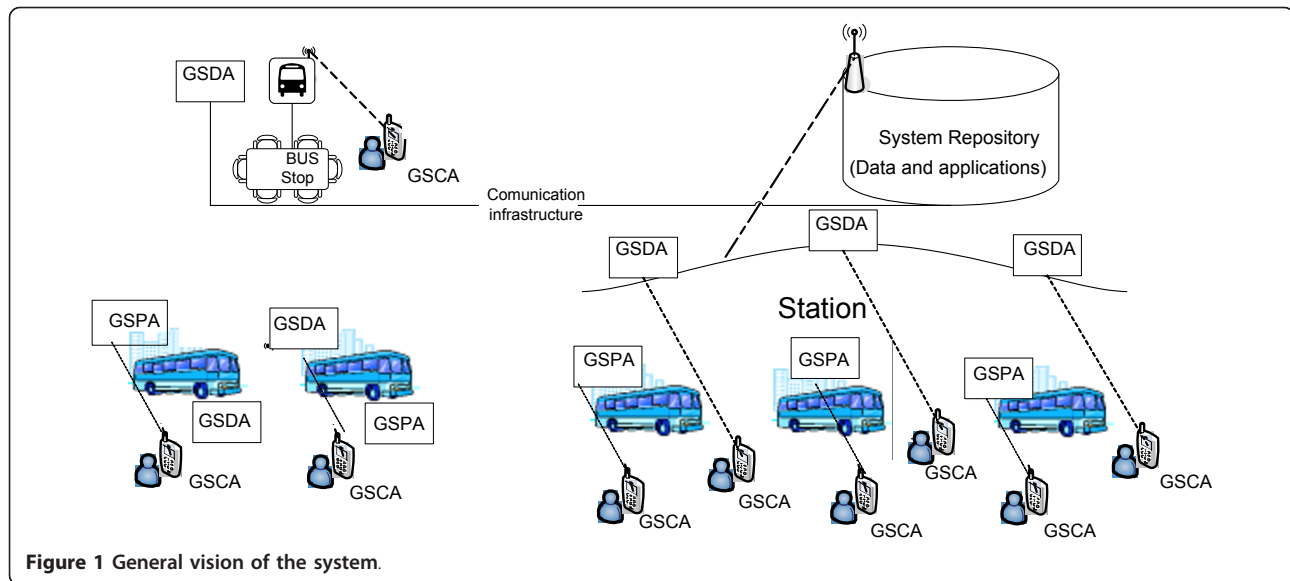 GSDA
BUS
Stop
GSCA
System Repository
(Data and applications)
Comunication
infrastructure
GSDA
GSDA
GSDA
Station
GSPA
GSDA
GSCA
GSDA
GSPA
GSCA
GSPA
GSCA
GSCA
GSPA
GSCA
GSCA
GSPA
GSCA
GSCA
Figure 1 General vision of the system.